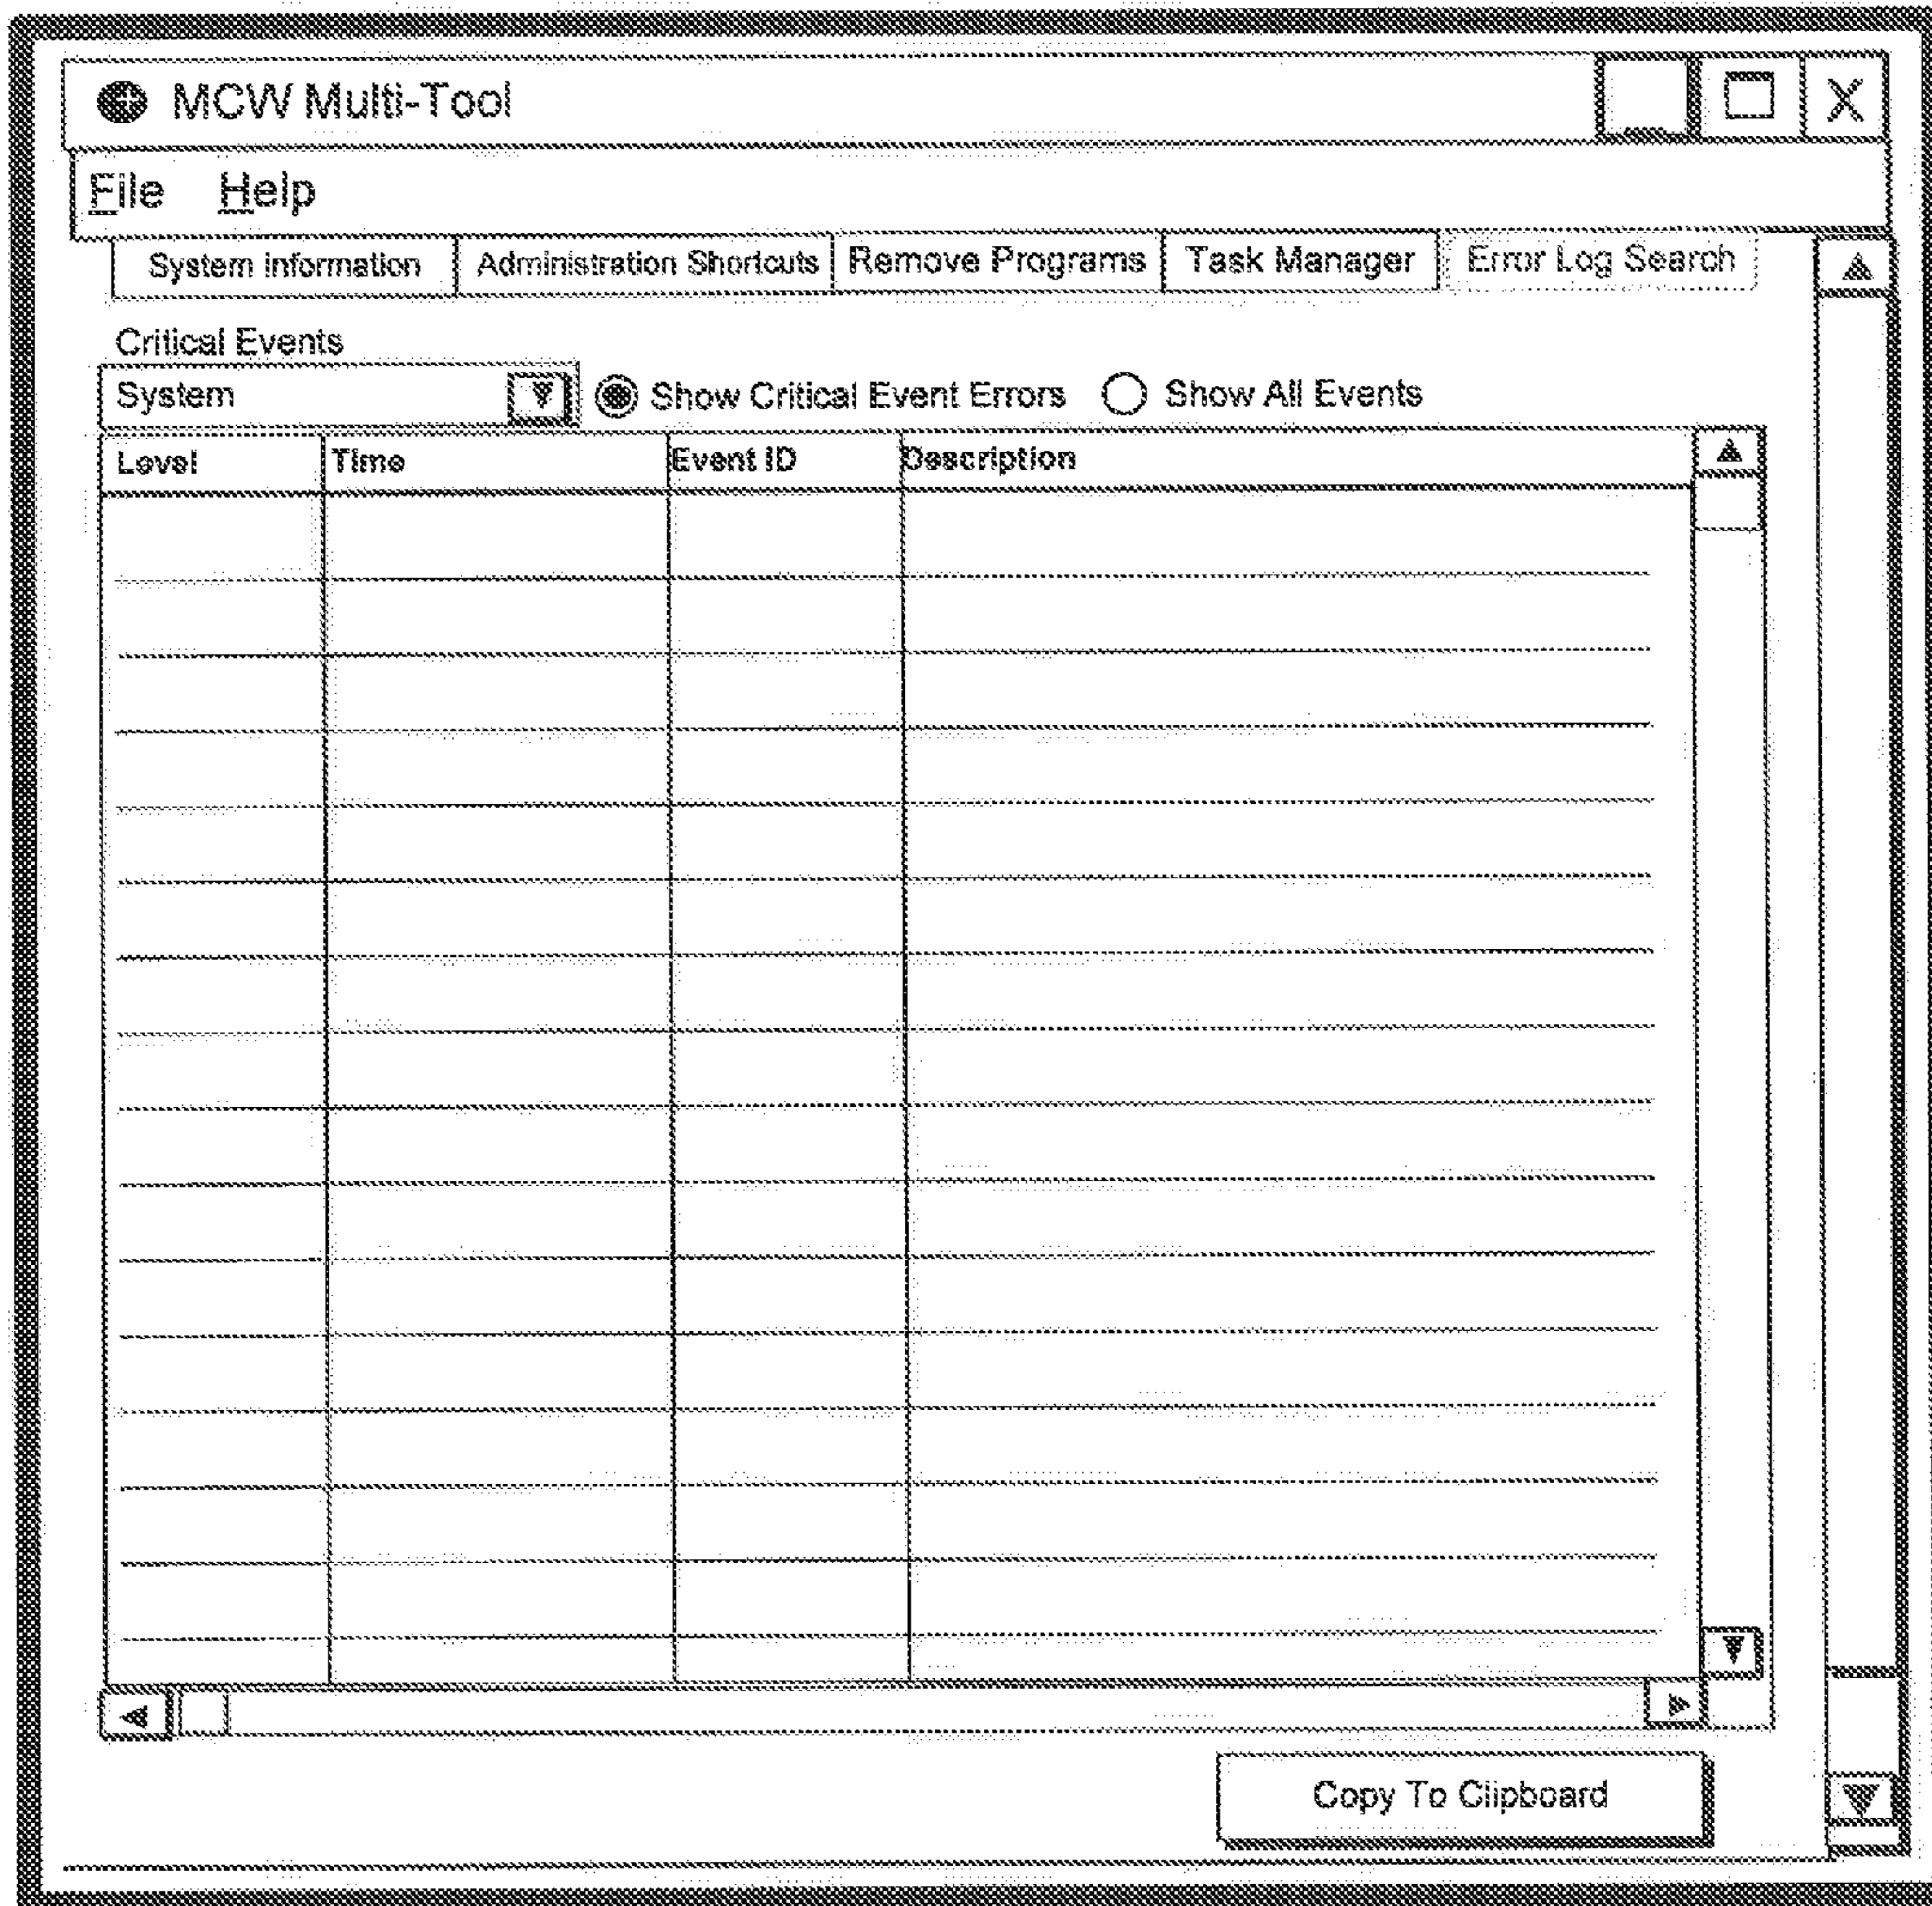 MCW Multi-Tool
X
File Help
System Information Administration Shortcuts Remove Programs Task Manager Error Log Search
Critical Events
System Show Critical Event Errors Show All Events
Level Time Event ID Description
Copy To Clipboard